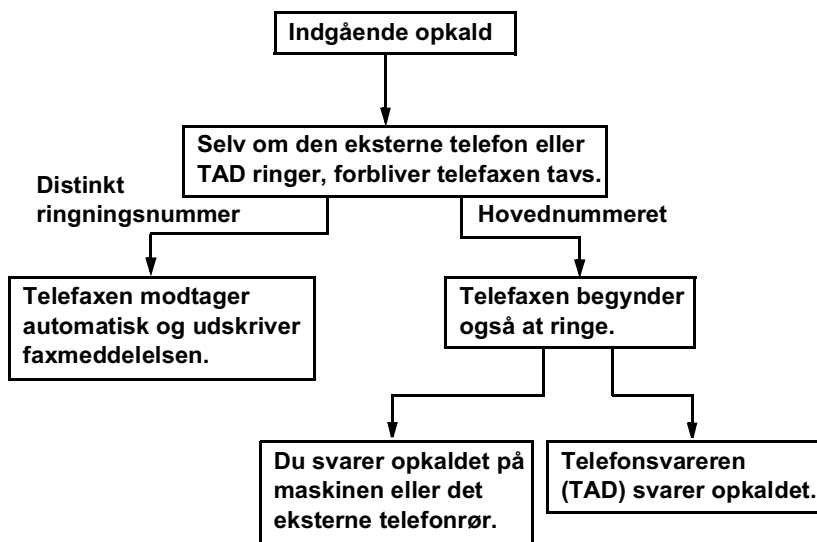 Indgående opkald
Selv om den eksterne telefon eller
TAD ringer, forbliver telefaxen tavs.
Distinkt
ringningsnummer
Hovednummeret
Telefaxen modtager
automatisk og udskriver
faxmeddelelsen.
Telefaxen begynder
også at ringe.
Du svarer opkaldet på
maskinen eller det
eksterne telefonrør.
Telefonsvareren
(TAD) svarer opkaldet.